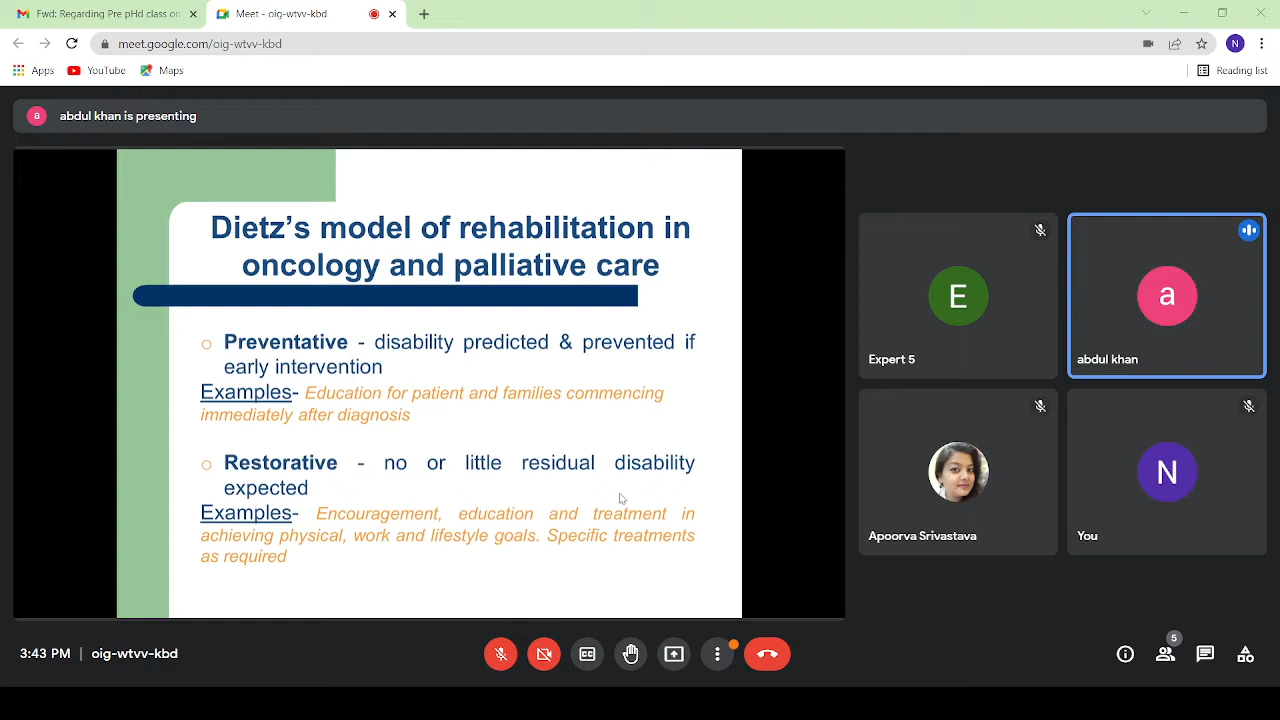 Fwd: Regarding Pre pHd class on
Meet - oig-wtvv-kbd
meet.google.com/oig-wtvv-kbd
N
Apps
YouTube
Maps
Reading list
a
abdul khan is presenting
Dietz's model of rehabilitation in
oncology and palliative care
Preventative - disability predicted & prevented if
early intervention
Examples- Education for patient and families commencing
immediately after diagnosis
Restorative - no or little residual disability
expected
Examples- Encouragement, education and treatment in
achieving physical, work and lifestyle goals. Specific treatments
as required
E
Expert 5
a
abdul khan
Apoorva Srivastava
N
You
3:43 PM | oig-wtvv-kbd
CC
5